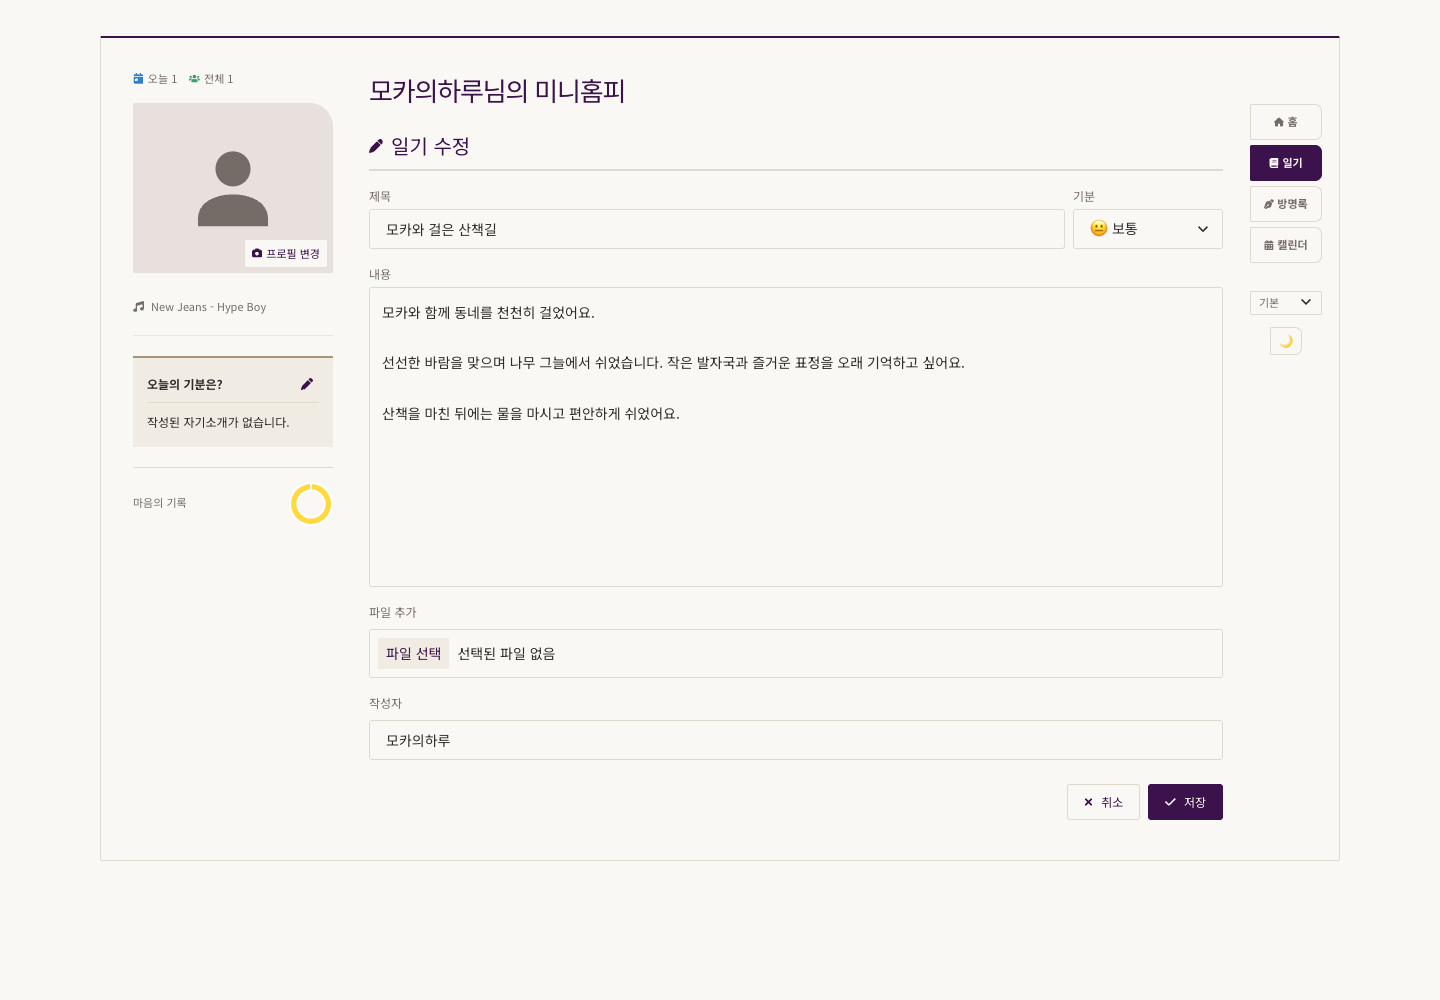 오늘 1 전체 1
프로필 변경
New Jeans - Hype Boy
오늘의 기분은?
작성된 자기소개가 없습니다.
마음의 기록
모카의하루님의 미니홈피
일기 수정
제목
모카와 걸은 산책길
기분
😐 보통
내용
모카와 함께 동네를 천천히 걸었어요.
선선한 바람을 맞으며 나무 그늘에서 쉬었습니다. 작은 발자국과 즐거운 표정을 오래 기억하고 싶어요.
산책을 마친 뒤에는 물을 마시고 편안하게 쉬었어요.
파일 추가
파일 선택 선택된 파일 없음
작성자
모카의하루
취소
저장
홈
일기
방명록
캘린더
기본